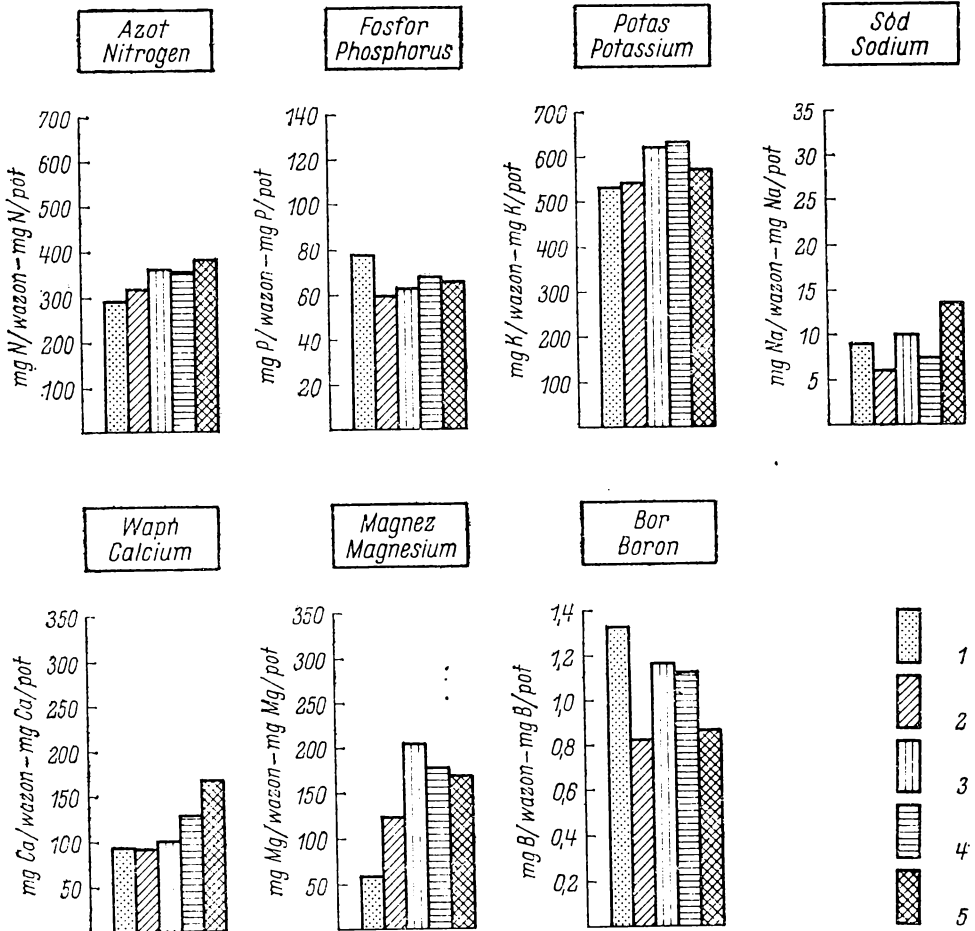 Azot
Nitrogen
Fosfor
Phosphorus
Potas
Potassium
Sód
Sodium
mg N/wazon – mg N/pot
700
600
500
400
300
200
100
mg P/wazon – mg P/pot
140
120
100
80
60
40
20
mg K/wazon – mg K/pot
700
600
500
400
300
200
100
mg Na/wazon – mg Na/pot
35
30
25
20
15
10
5
Wapń
Calcium
Magnez
Magnesium
Bor
Boron
mg Ca/wazon – mg Ca/pot
350
300
250
200
150
100
50
mg Mg/wazon – mg Mg/pot
350
300
250
200
150
100
50
mg B/wazon – mg B/pot
1,4
1,2
1,0
0,8
0,6
0,4
0,2
1
2
3
4
5